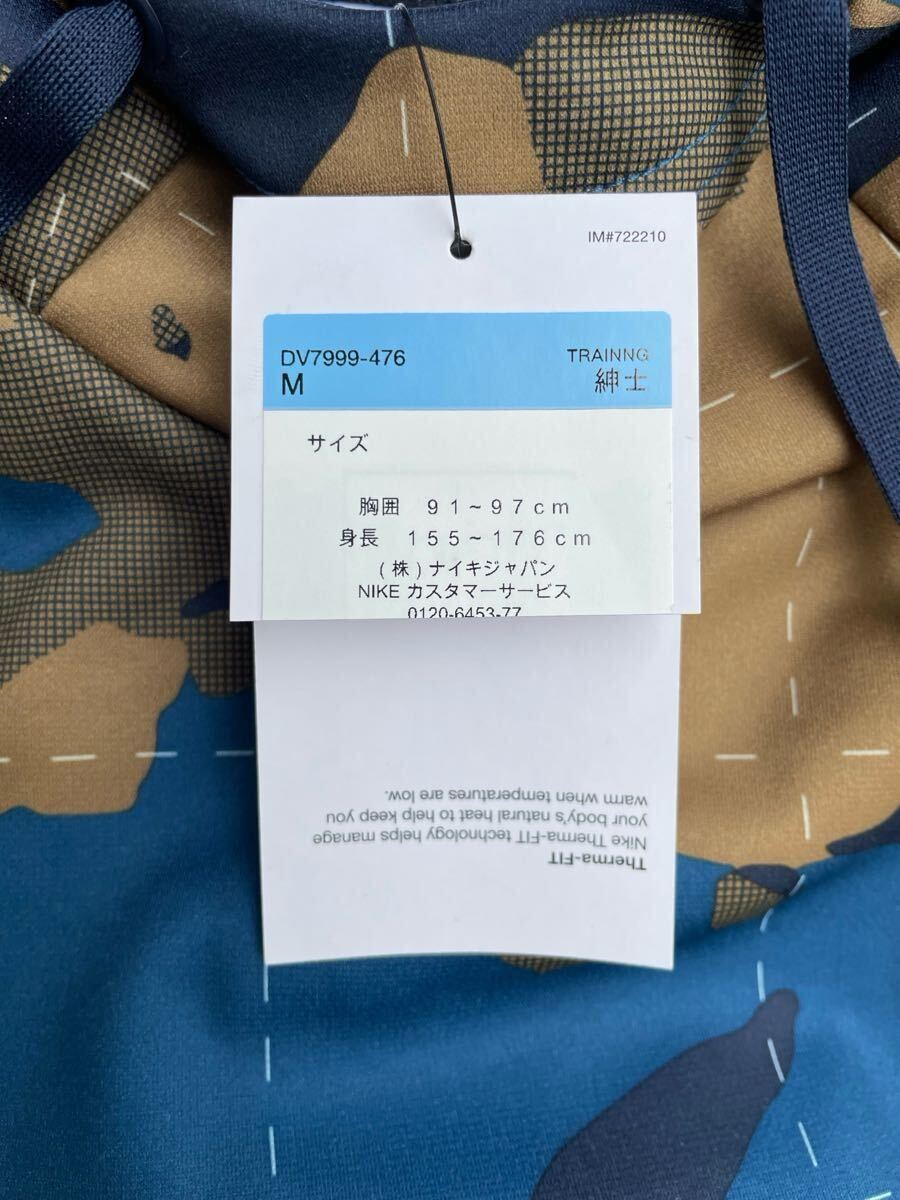 IM#722210
DV7999-476
TRAINNG
M
紳士
サイズ
胸囲 91~97cm
身長 155~176cm
(株)ナイキジャパン
NIKE カスタマーサービス
0120-6453-77
Therma-FIT
Nike Therma-FIT technology helps manage
your body's natural heat to help keep you
warm when temperatures are low.